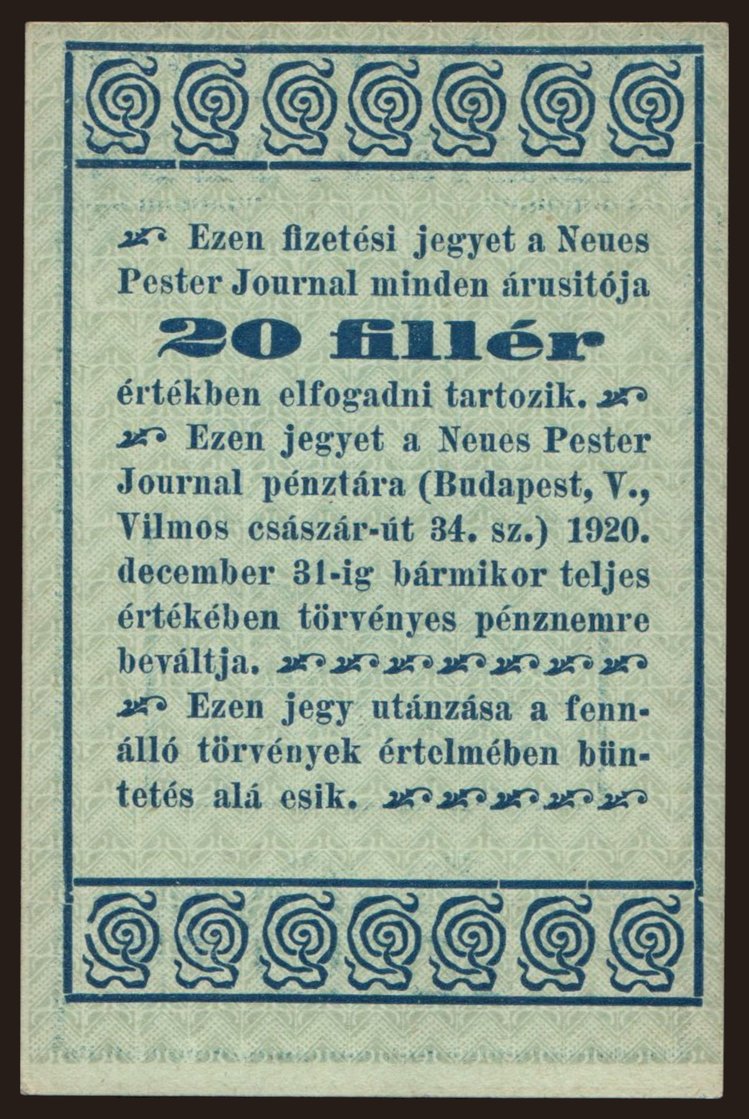 Ezen fizetési jegyet a Neues
Pester Journal minden árusitója
20 fillér
értékben elfogadni tartozik.
Ezen jegyet a Neues Pester
Journal pénztára (Budapest, V.,
Vilmos császár-út 34. sz.) 1920.
december 31-ig bármikor teljes
értékében törvényes pénznemre
beváltja.
Ezen jegy utánzása a fenn-
álló törvények értelmében bün-
tetés alá esik.